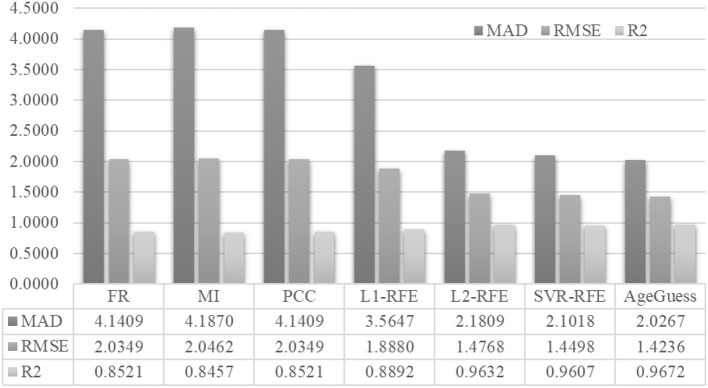 4.5000
MAD RMSE R2
4.0000
3.5000
3.0000
2.5000
2.0000
1.5000
1.0000
0.5000
0.0000
FR MI PCC L1-RFE L2-RFE SVR-RFE AgeGuess
MAD 4.1409 4.1870 4.1409 3.5647 2.1809 2.1018 2.0267
RMSE 2.0349 2.0462 2.0349 1.8880 1.4768 1.4498 1.4236
R2 0.8521 0.8457 0.8521 0.8892 0.9632 0.9607 0.9672